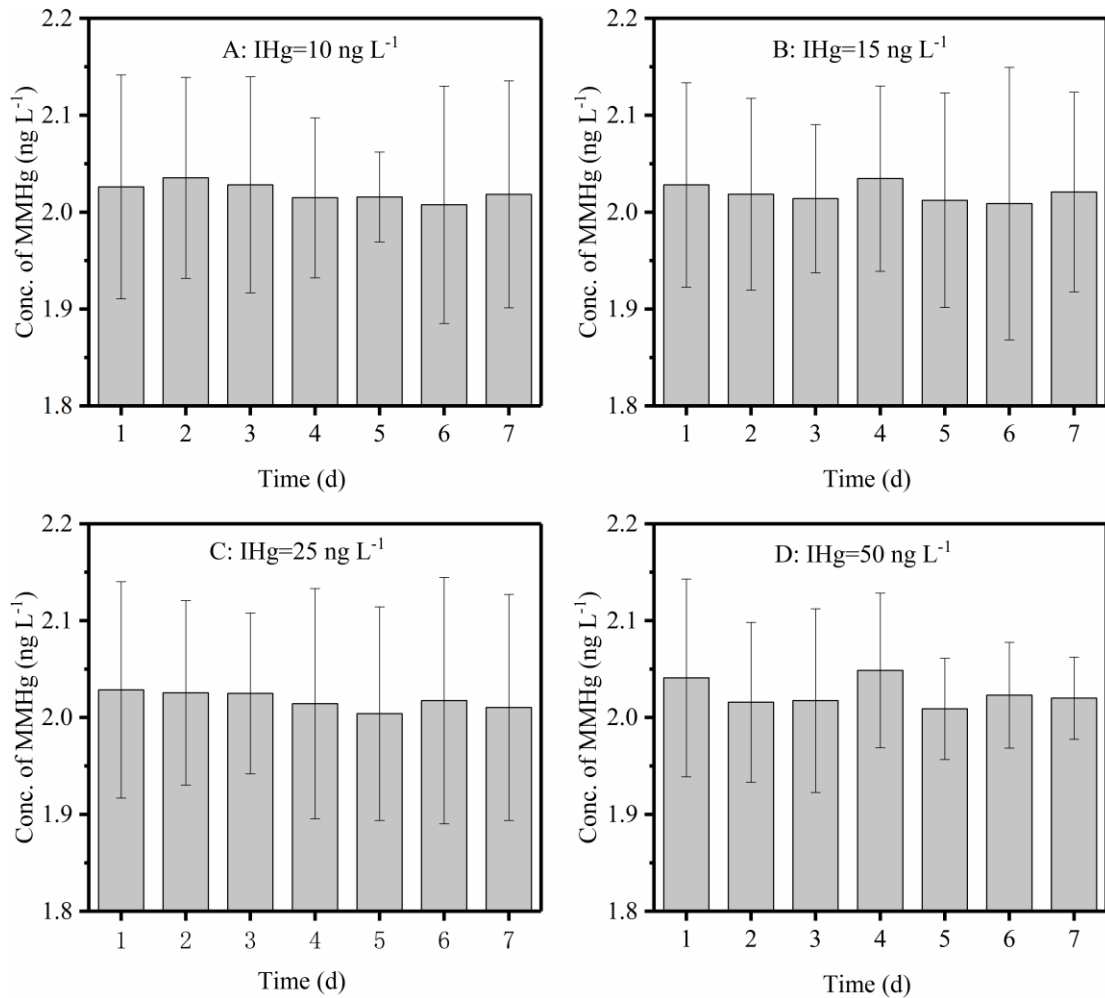 A: IHg=10 ng L⁻¹
Conc. of MMHg (ng L⁻¹)
2.2
2.1
2.0
1.9
1.8
1 2 3 4 5 6 7
Time (d)
B: IHg=15 ng L⁻¹
Conc. of MMHg (ng L⁻¹)
2.2
2.1
2.0
1.9
1.8
1 2 3 4 5 6 7
Time (d)
C: IHg=25 ng L⁻¹
Conc. of MMHg (ng L⁻¹)
2.2
2.1
2.0
1.9
1.8
1 2 3 4 5 6 7
Time (d)
D: IHg=50 ng L⁻¹
Conc. of MMHg (ng L⁻¹)
2.2
2.1
2.0
1.9
1.8
1 2 3 4 5 6 7
Time (d)